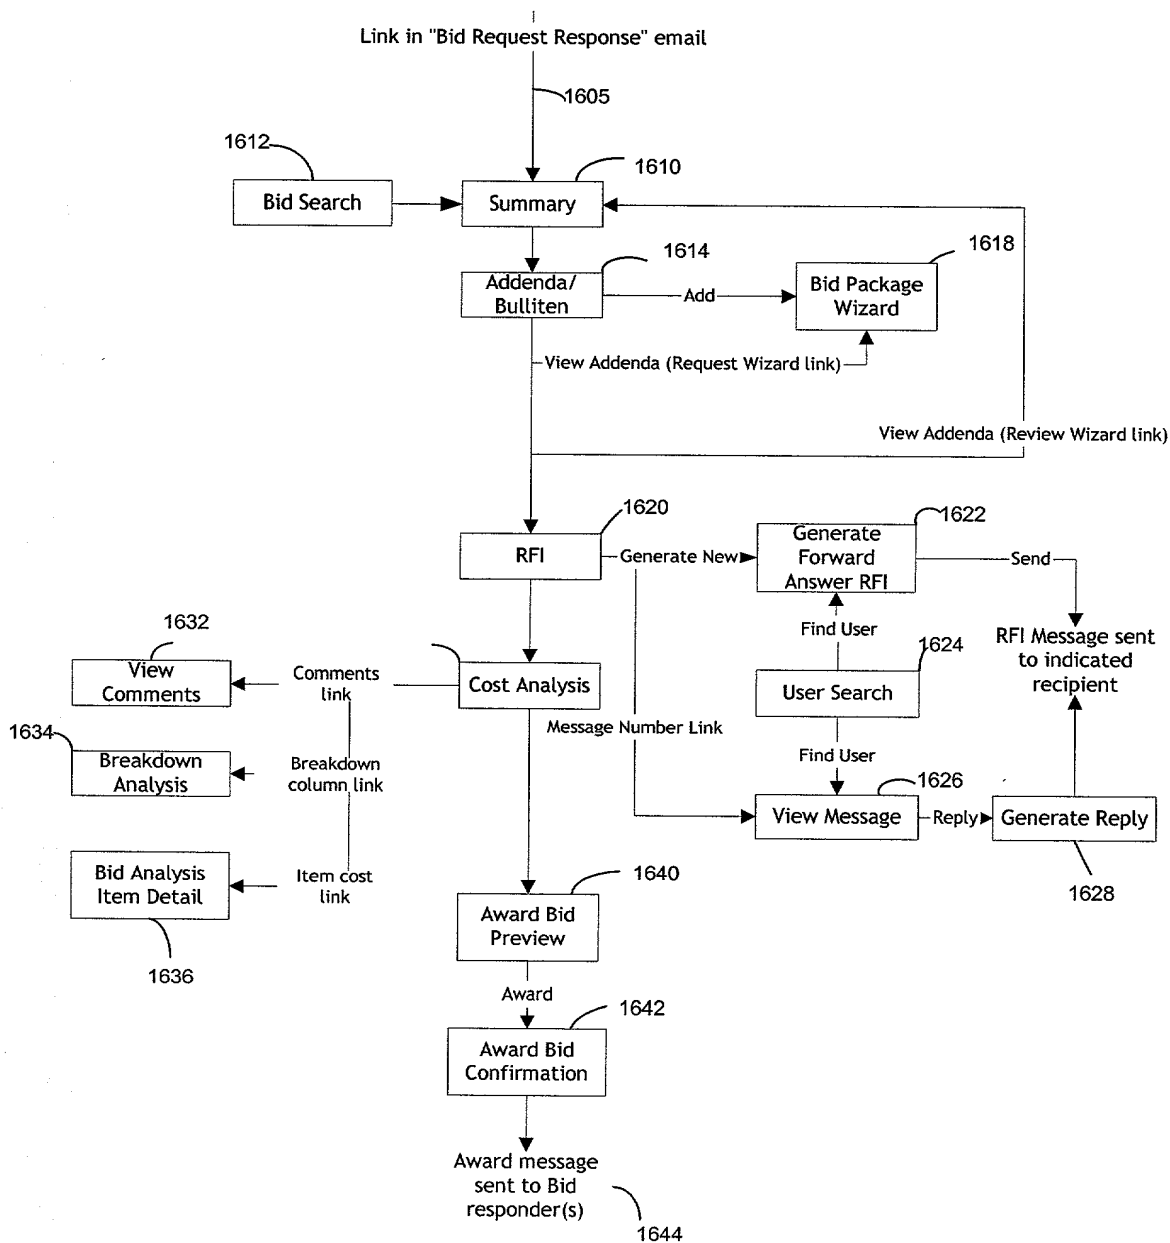 Link in "Bid Request Response" email
1605
1612
1610
Bid Search
Summary
1614
1618
Addenda/
Bulliten
Add
Bid Package
Wizard
View Addenda (Request Wizard link)
View Addenda (Review Wizard link)
1620
1622
RFI
Generate New
Generate
Forward
Answer RFI
Send
Find User
RFI Message sent
to indicated
recipient
1632
1624
View
Comments
Comments
link
Cost Analysis
User Search
Message Number Link
1634
Breakdown
Analysis
Breakdown
column link
Find User
1626
View Message
Reply
Generate Reply
Bid Analysis
Item Detail
Item cost
link
1640
1628
Award Bid
Preview
1636
Award
1642
Award Bid
Confirmation
Award message
sent to Bid
responder(s)
1644